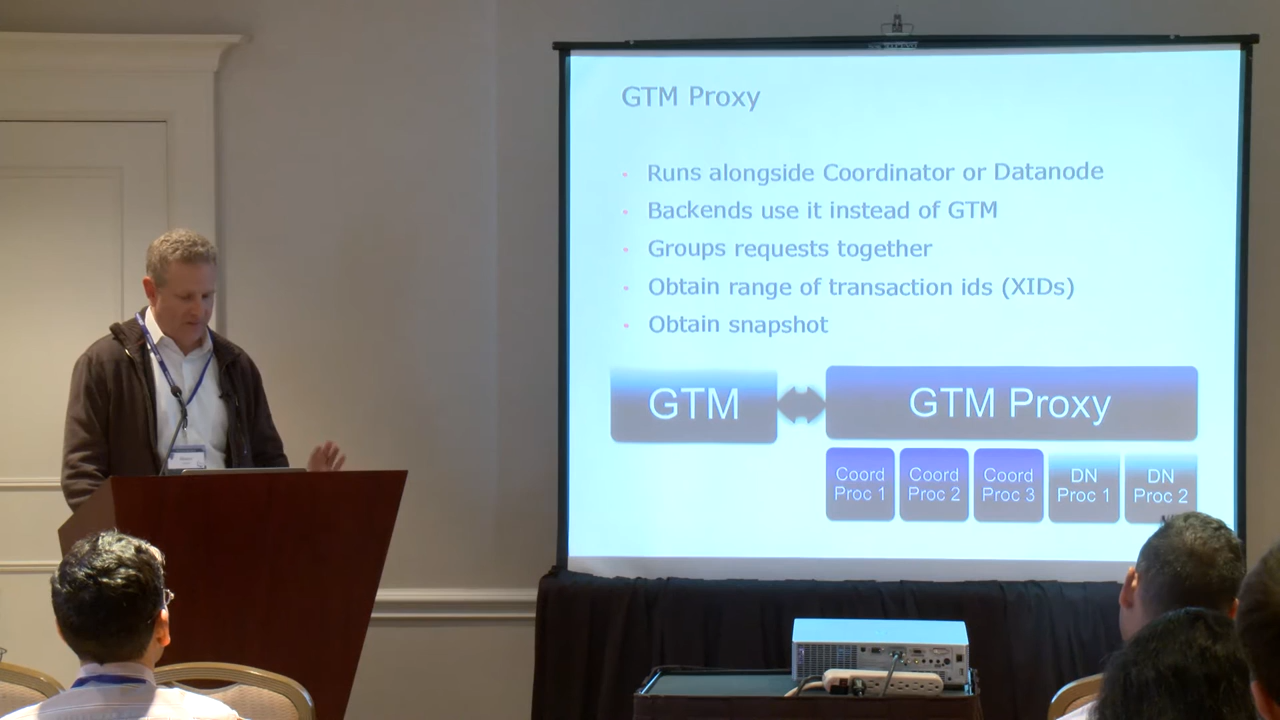 GTM Proxy
Runs alongside Coordinator or Datanode
Backends use it instead of GTM
Groups requests together
Obtain range of transaction ids (XIDs)
Obtain snapshot
GTM
GTM Proxy
Coord
Proc 1
Coord
Proc 2
Coord
Proc 3
DN
Proc 1
DN
Proc 2